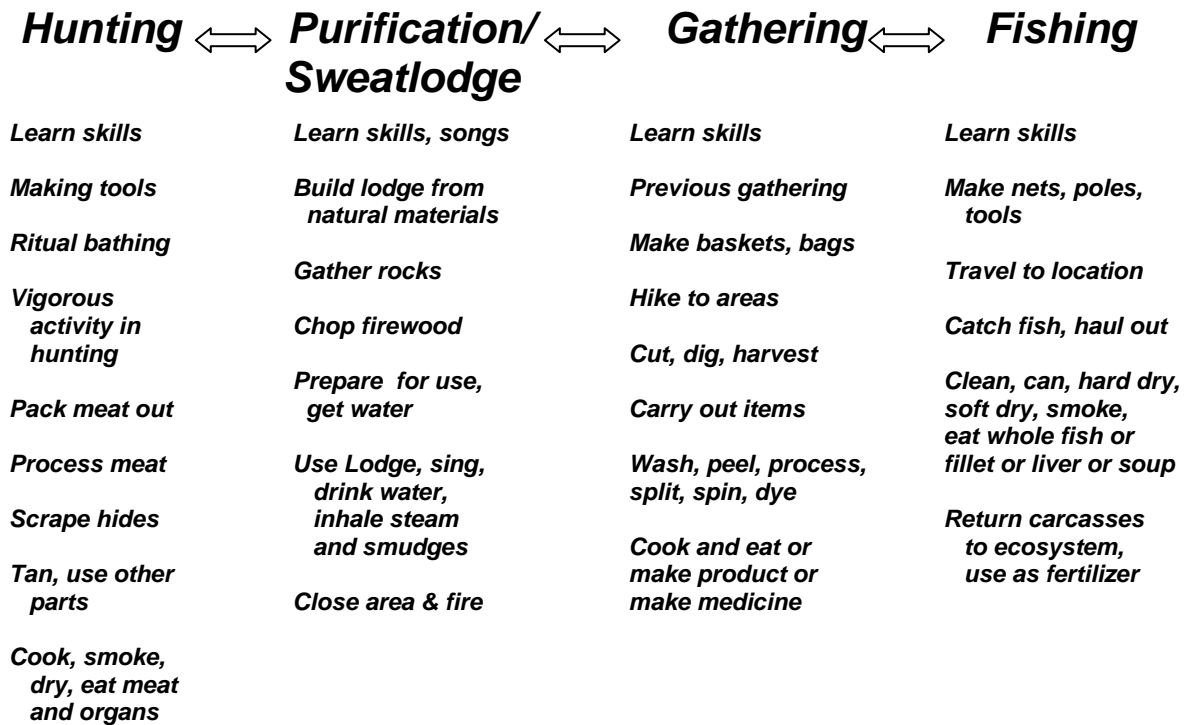 Hunting
Purification/
Sweatlodge
Gathering
Fishing
Learn skills
Making tools
Ritual bathing
Vigorous
activity in
hunting
Pack meat out
Process meat
Scrape hides
Tan, use other
parts
Cook, smoke,
dry, eat meat
and organs
Learn skills, songs
Build lodge from
natural materials
Gather rocks
Chop firewood
Prepare for use,
get water
Use Lodge, sing,
drink water,
inhale steam
and smudges
Close area & fire
Learn skills
Previous gathering
Make baskets, bags
Hike to areas
Cut, dig, harvest
Carry out items
Wash, peel, process,
split, spin, dye
Cook and eat or
make product or
make medicine
Learn skills
Make nets, poles,
tools
Travel to location
Catch fish, haul out
Clean, can, hard dry,
soft dry, smoke,
eat whole fish or
fillet or liver or soup
Return carcasses
to ecosystem,
use as fertilizer